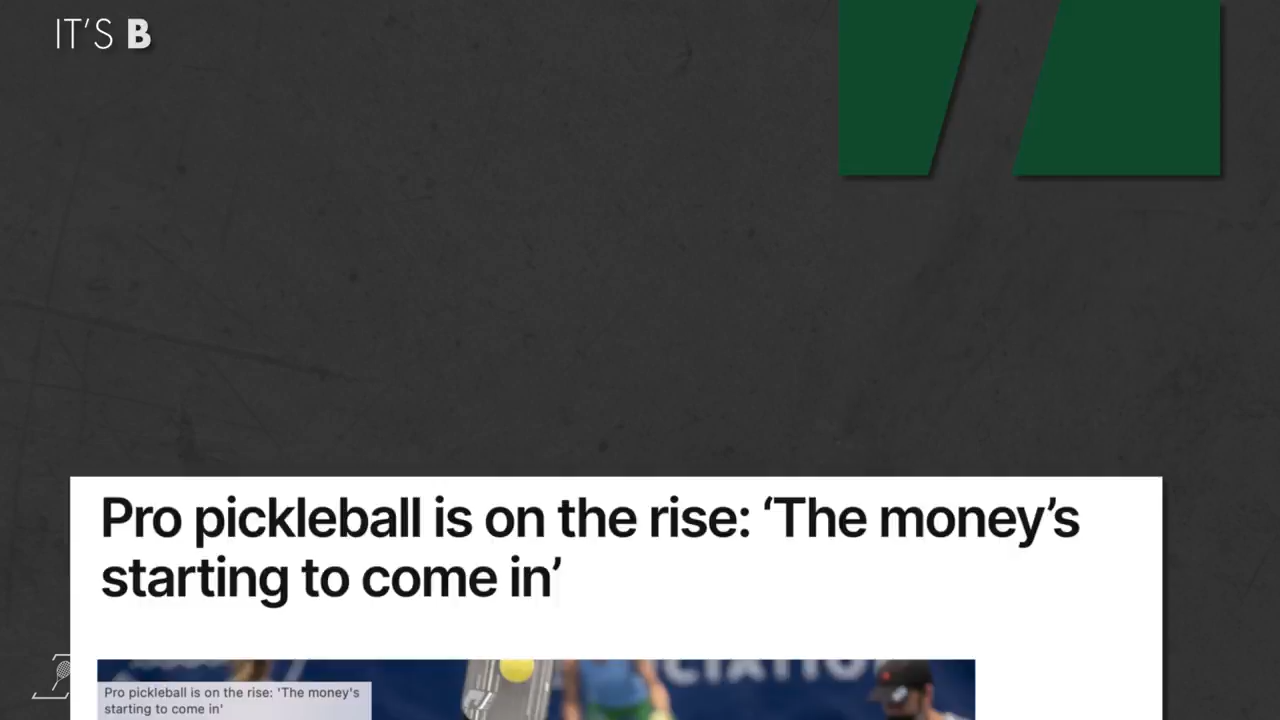 IT'S B
Pro pickleball is on the rise: ‘The money’s
starting to come in’
Pro pickleball is on the rise: 'The money's
starting to come in'